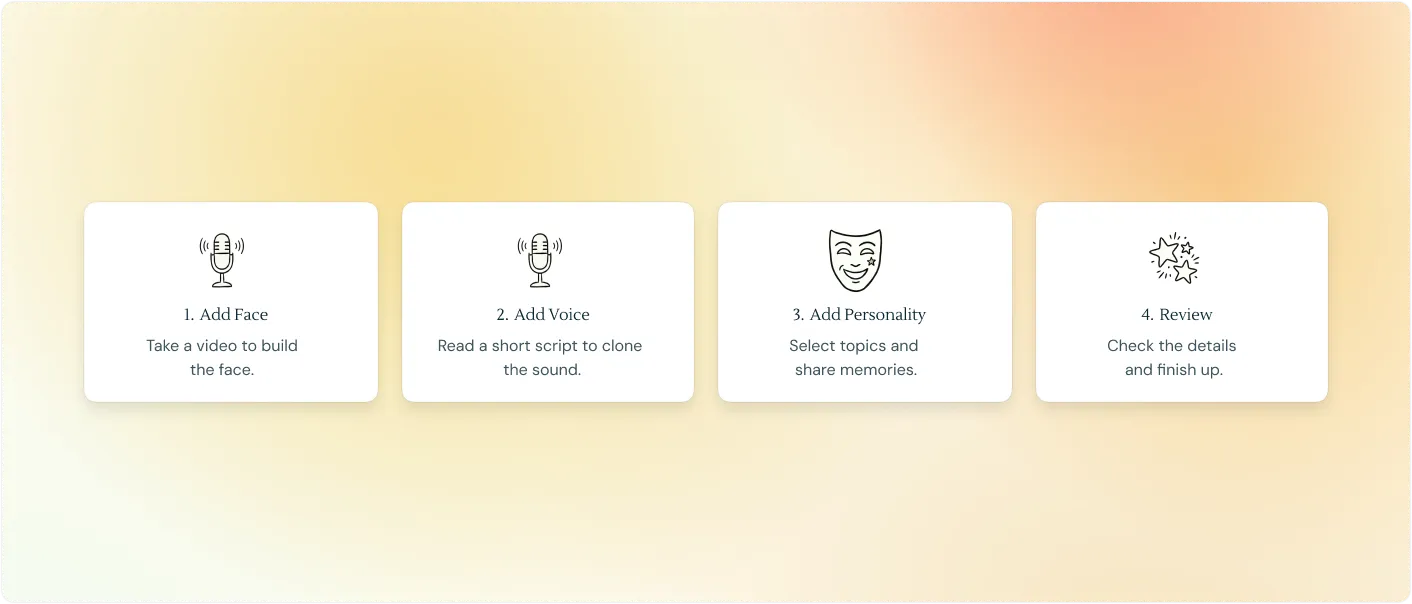 1. Add Face
Take a video to build
the face.
2. Add Voice
Read a short script to clone
the sound.
3. Add Personality
Select topics and
share memories.
4. Review
Check the details
and finish up.